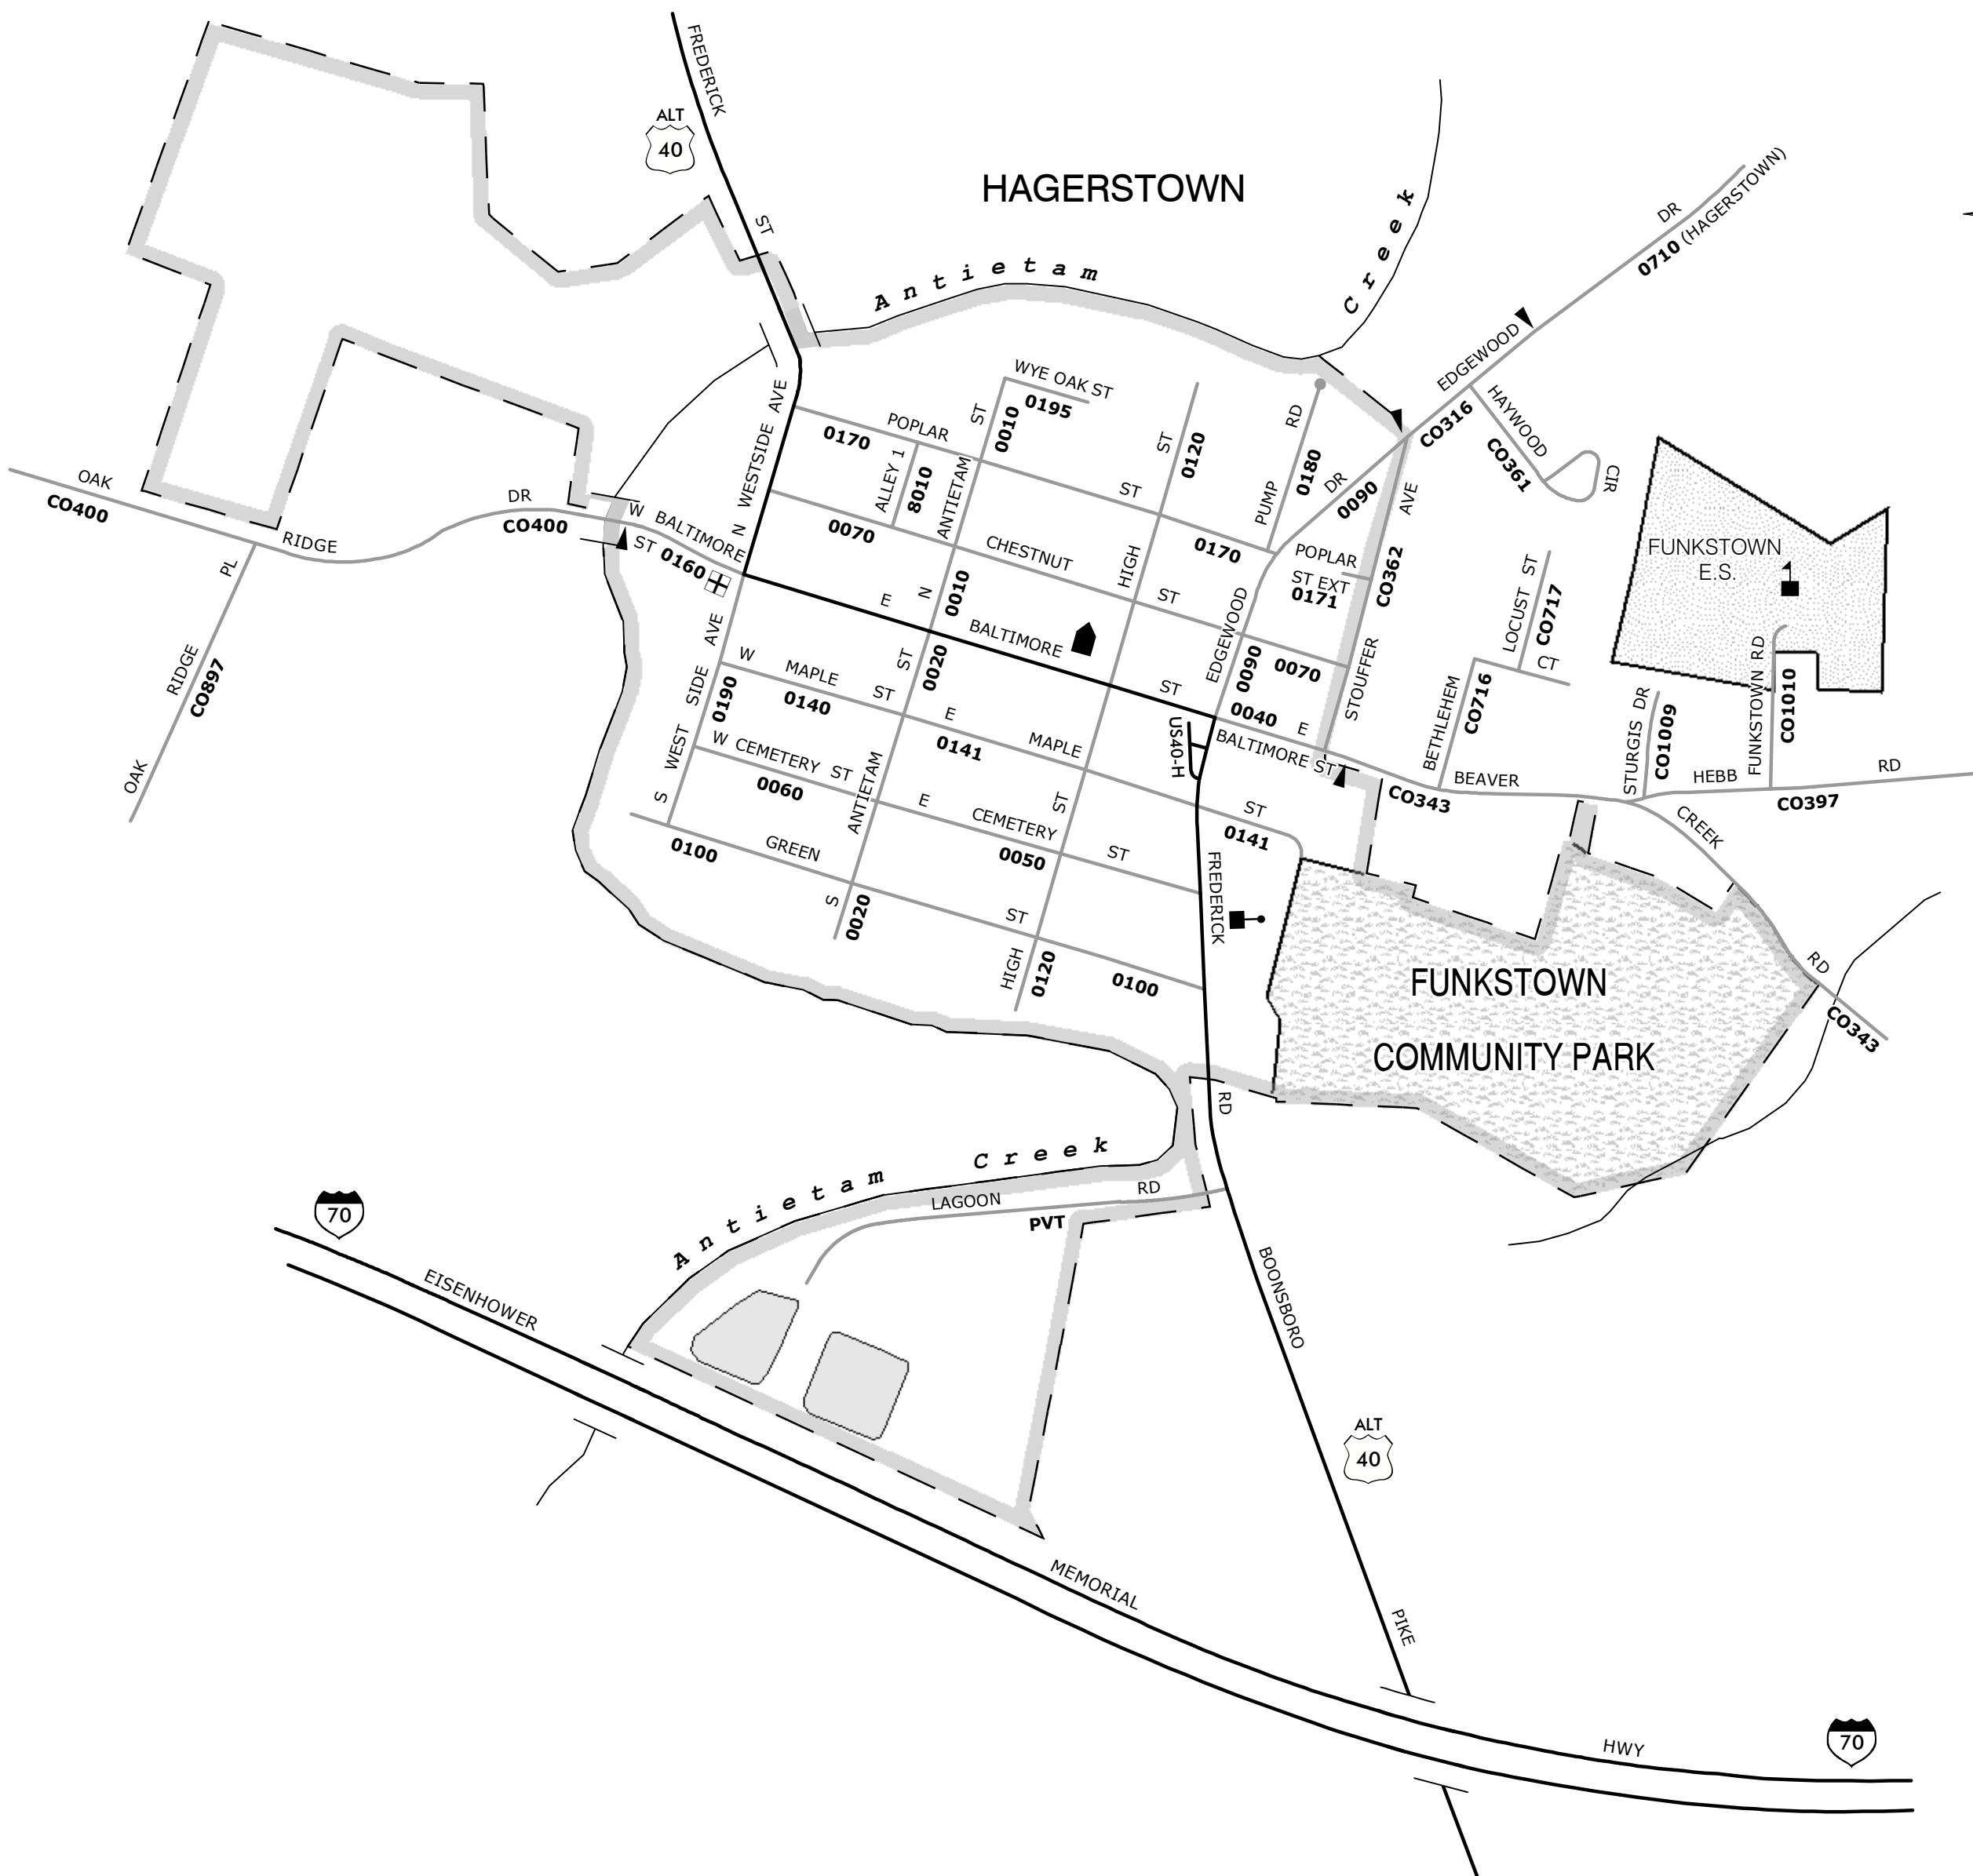 FREDERICK
ST
ALT
40
HAGERSTOWN
Antietam
Creek
DR
0710 (HAGERSTOWN)
EDGEWOOD
CO316
HAYWOOD
CIR
CO361
WYE OAK ST
0195
POPLAR
ST
0170
0170
ALLEY 1
8010
ANTIETAM
ST
0010
N
0010
HIGH
ST
0120
PUMP
RD
0180
DR
0090
EDGEWOOD
0090
N WESTSIDE AVE
0070
CHESTNUT
ST
0070
POPLAR
ST EXT
0171
STOUFFER
AVE
CO362
LOCUST ST
CO717
CT
BETHLEHEM
CO716
FUNKSTOWN
E.S.
FUNKSTOWN RD
CO1010
STURGIS DR
CO1009
HEBB
RD
CO397
OAK
CO400
RIDGE
DR
CO400
W BALTIMORE
ST 0160
OAK
RIDGE
PL
CO897
E
BALTIMORE
ST
0040
E
BALTIMORE ST
US40-H
CO343
BEAVER
CREEK
RD
CO343
S
WEST SIDE AVE
0190
W MAPLE ST
0140
E MAPLE ST
0141
0141
W CEMETERY ST
0060
E CEMETERY ST
0050
0100
GREEN
ST
0100
S
ANTIETAM
ST
0020
0020
HIGH
ST
0120
FREDERICK
RD
FUNKSTOWN
COMMUNITY PARK
Antietam Creek
LAGOON
RD
PVT
70
EISENHOWER
MEMORIAL
HWY
70
BOONSBORO
PIKE
ALT
40